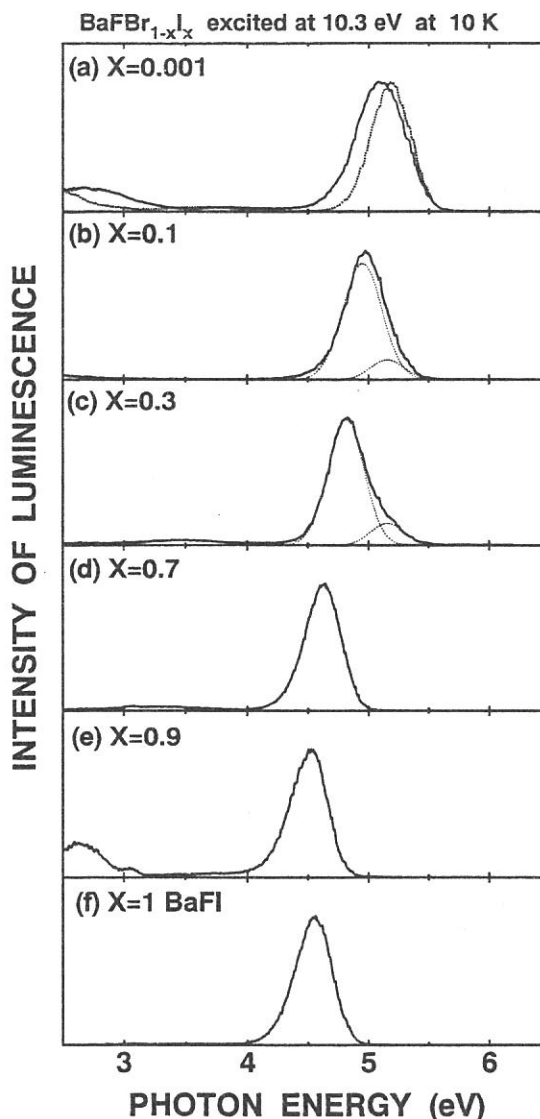 BaFBr1-xIx excited at 10.3 eV at 10 K
(a) X=0.001
(b) X=0.1
(c) X=0.3
(d) X=0.7
(e) X=0.9
(f) X=1 BaFI
INTENSITY OF LUMINESCENCE
3 4 5 6
PHOTON ENERGY (eV)